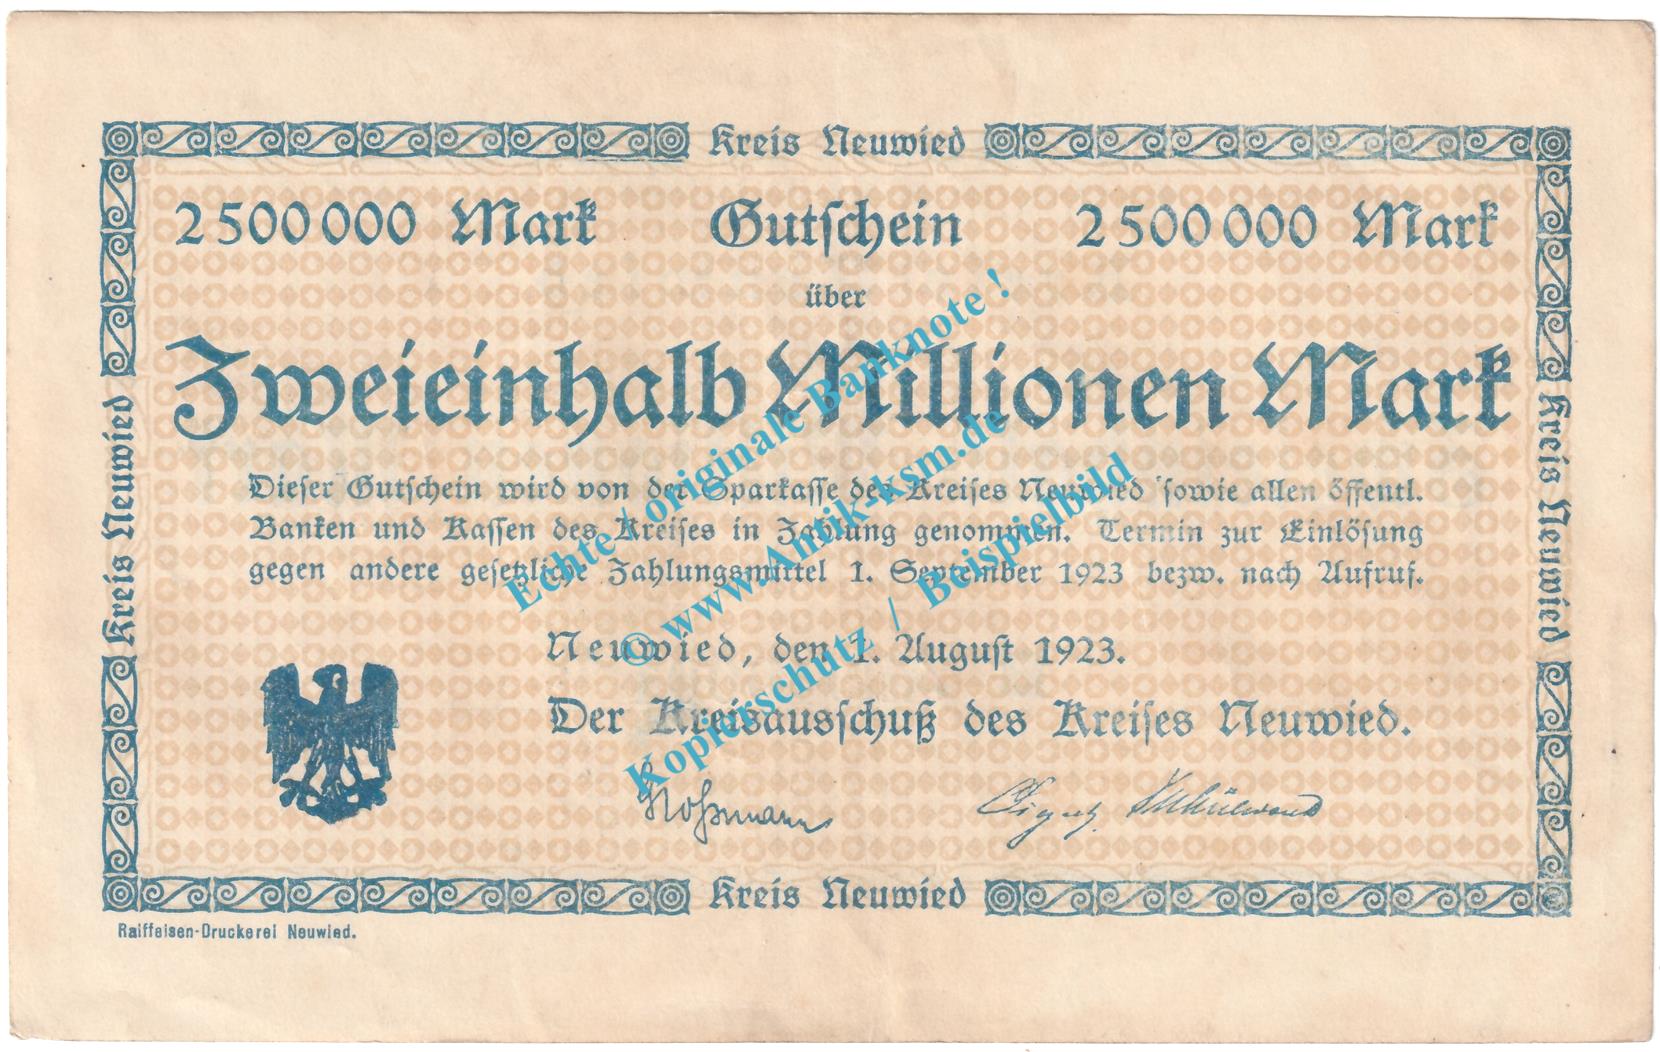 Kreis Neuwied
2500000 Mark Gutschein 2500000 Mark
über
Zweieinhalb Millionen Mark
Dieser Gutschein wird von der Sparkasse des Kreises Neuwied sowie allen öffentl.
Banken und Kassen des Kreises in Zahlung genommen. Termin zur Einlösung
gegen andere gesetzliche Zahlungsmittel 1. September 1923 bezw. nach Aufruf.
Neuwied, den 1. August 1923.
Der Kreisausschuß des Kreises Neuwied.
Kreis Neuwied
Kreis Neuwied
Kreis Neuwied
Raiffeisen-Druckerei Neuwied.
Echte / originale Banknote !
© www.Antik-ksm.de
Kopierschutz / Beispielbild